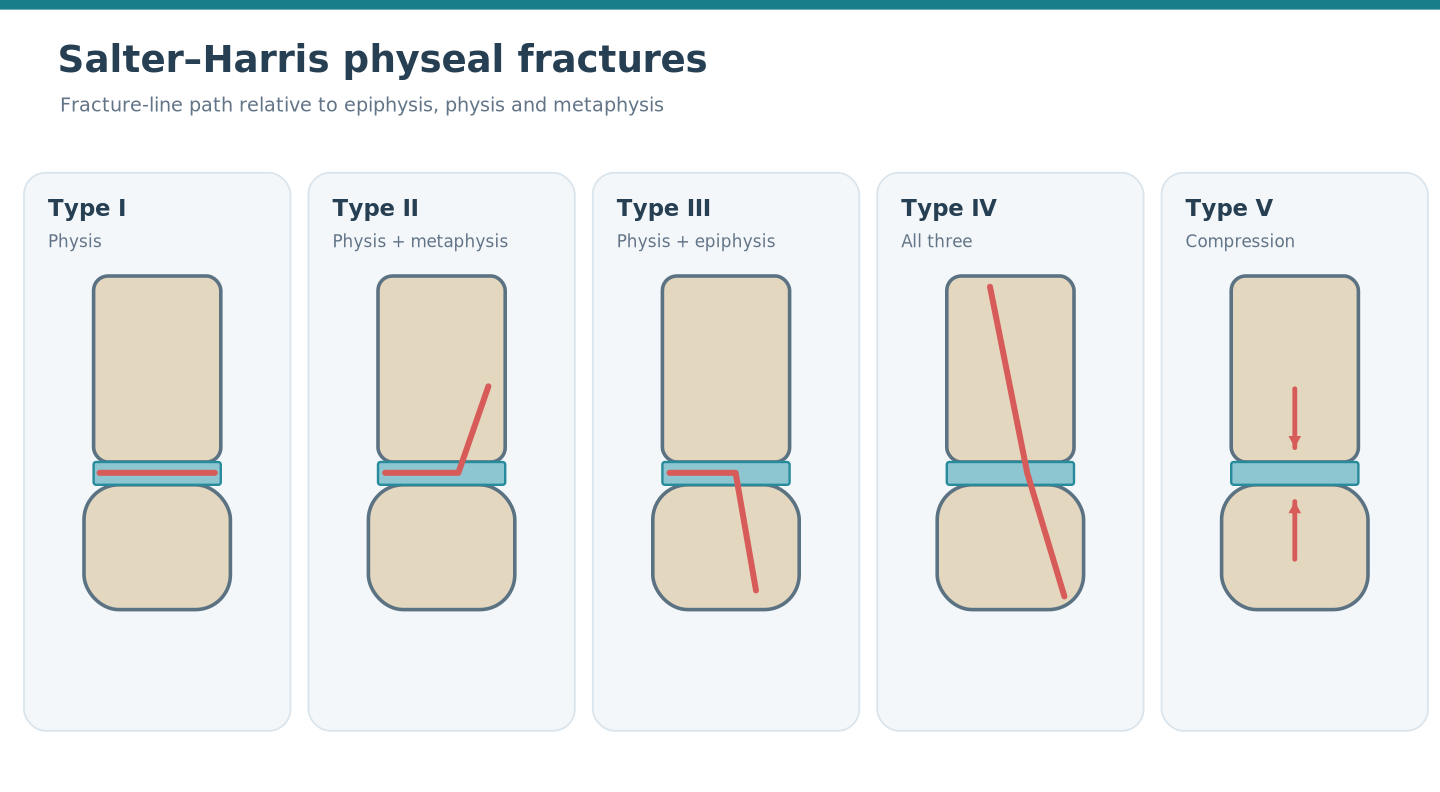 Salter–Harris physeal fractures
Fracture-line path relative to epiphysis, physis and metaphysis
Type I
Physis
Type II
Physis + metaphysis
Type III
Physis + epiphysis
Type IV
All three
Type V
Compression